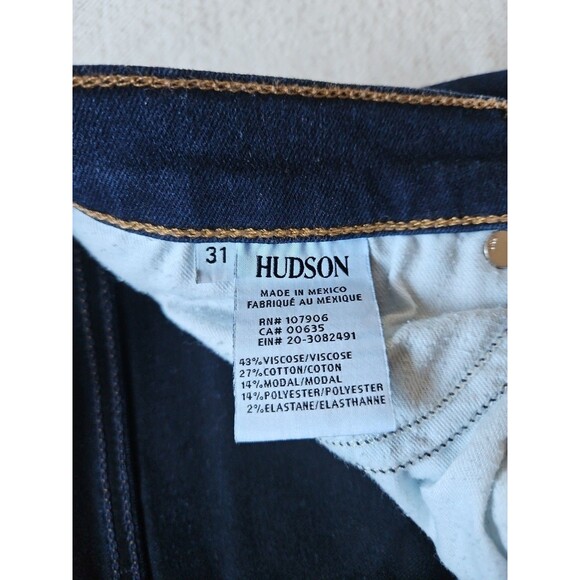 31
HUDSON
MADE IN MEXICO
FABRIQUÉ AU MEXIQUE
RN# 107906
CA# 00635
EIN# 20-3082491
43%VISCOSE/VISCOSE
27%COTTON/COTON
14%MODAL/MODAL
14%POLYESTER/POLYESTER
2%ELASTANE/ELASTHANNE